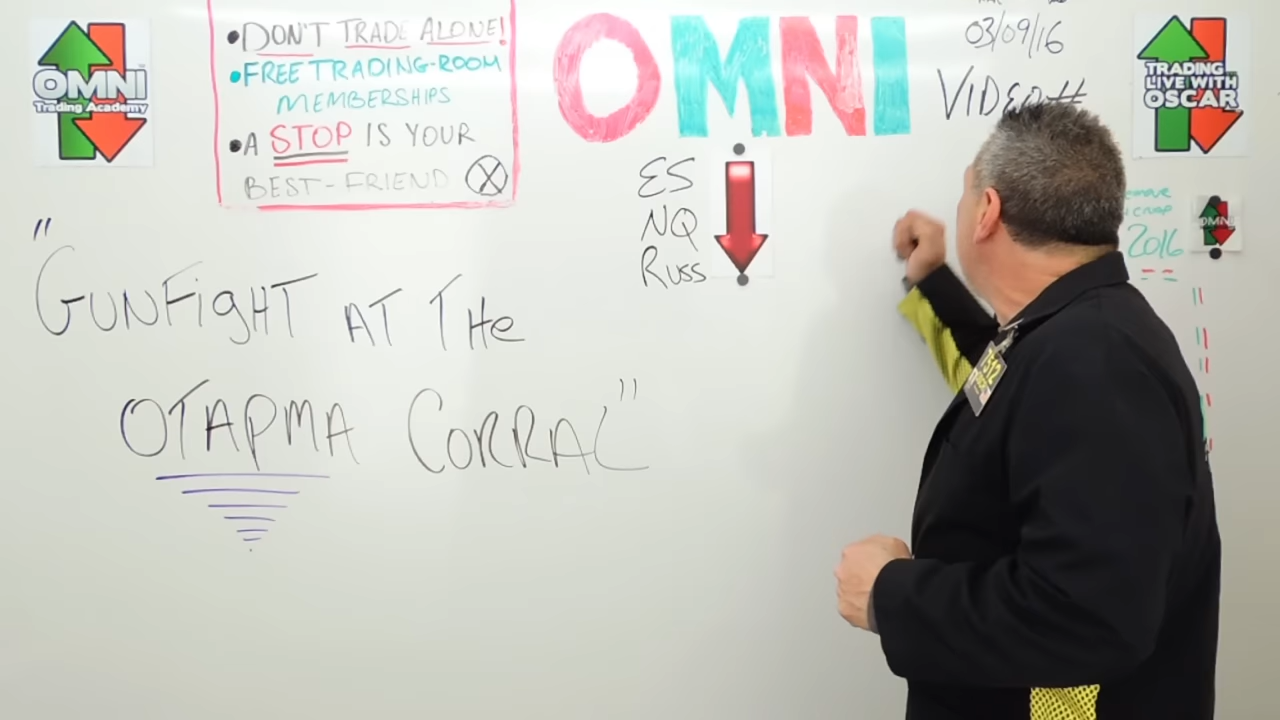 OMNI
Trading Academy
•DON'T TRADE ALONE!
•FREE TRADING-ROOM
MEMBERSHIPS
•A STOP IS YOUR
BEST-FRIEND
OMNI
03/09/16
VIDEO#
TRADING
LIVE WITH
OSCAR
ES
NQ
RUSS
2016
OMNI
"GUNFIGHT AT THE
OTAPMA CORRAL"